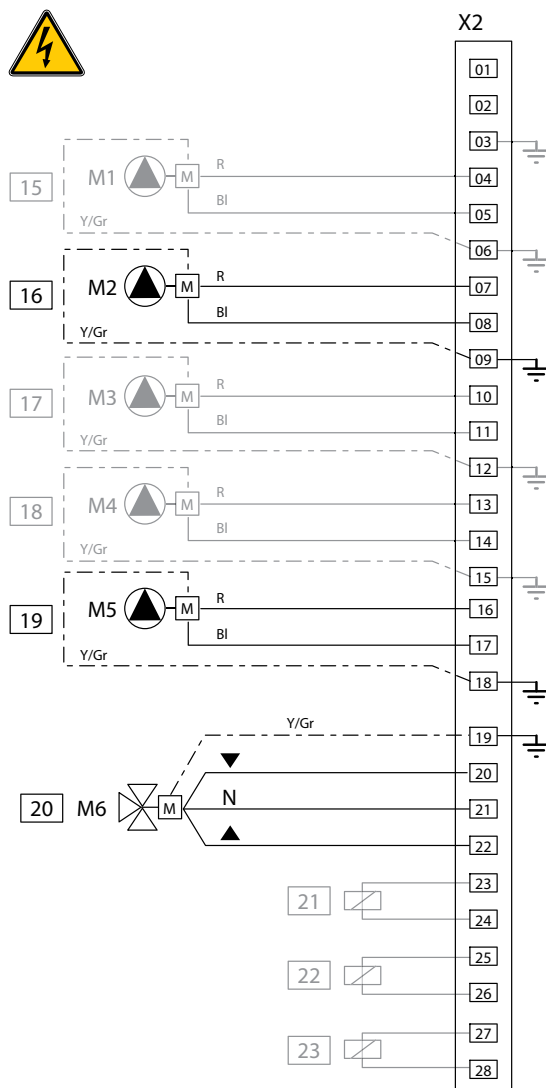 X2
01
02
03
R
15 M1 M 04
Bl 05
Y/Gr 06
R
16 M2 M 07
Bl 08
Y/Gr 09
R
17 M3 M 10
Bl 11
Y/Gr 12
R
18 M4 M 13
Bl 14
Y/Gr 15
R
19 M5 M 16
Bl 17
Y/Gr 18
Y/Gr 19
20
20 M6 M N 21
22
23
21
24
25
22
26
27
23
28